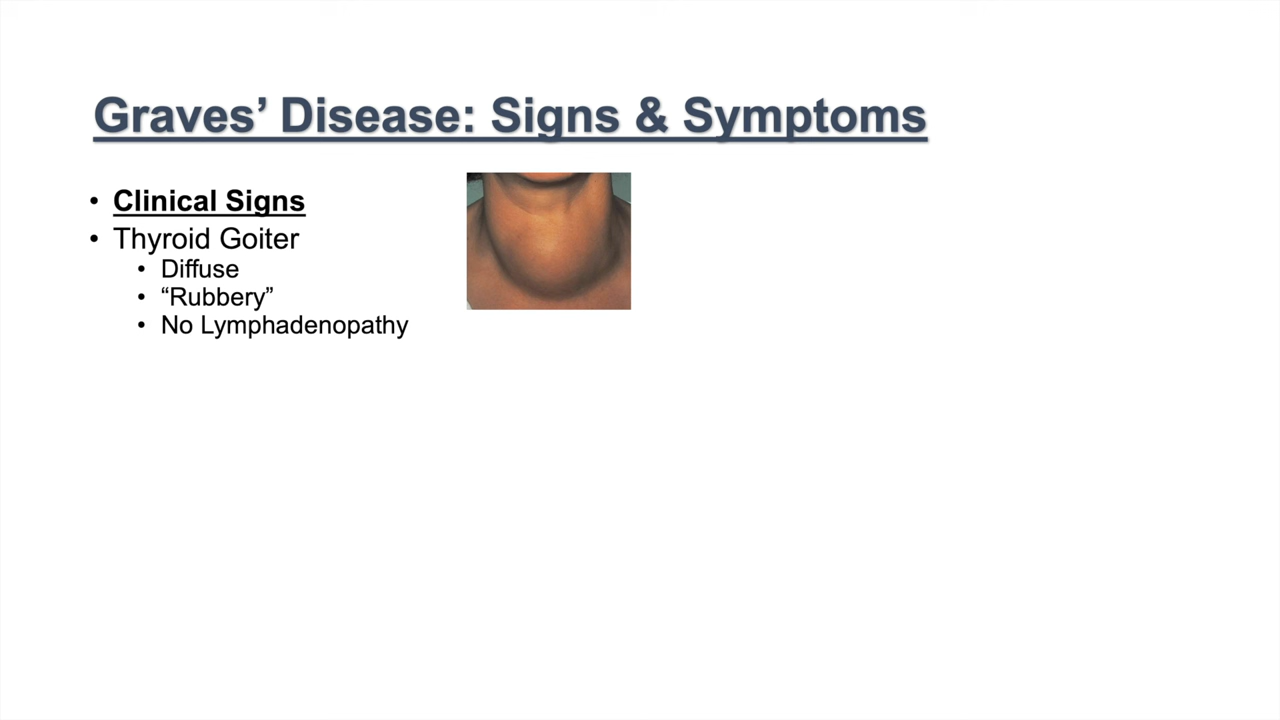 Graves’ Disease: Signs & Symptoms
• Clinical Signs
• Thyroid Goiter
• Diffuse
• “Rubbery”
• No Lymphadenopathy